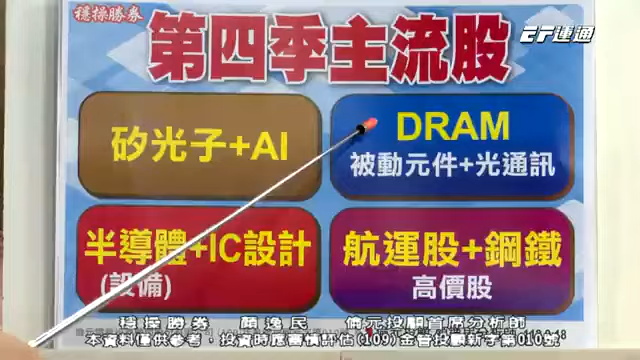 穩操勝券
EF運通
第四季主流股
矽光子+AI
DRAM
被動元件+光通訊
半導體+IC設計
(設備)
航運股+鋼鐵
高價股
穩操勝券 顏逸民 倫元投顧首席分析師
本資料僅供參考,投資時應審慎評估(109)金管投顧新字第010號